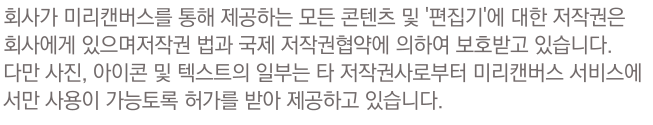 회사가 미리캔버스를 통해 제공하는 모든 콘텐츠 및 '편집기'에 대한 저작권은
회사에게 있으며저작권 법과 국제 저작권협약에 의하여 보호받고 있습니다.
다만 사진, 아이콘 및 텍스트의 일부는 타 저작권사로부터 미리캔버스 서비스에
서만 사용이 가능토록 허가를 받아 제공하고 있습니다.